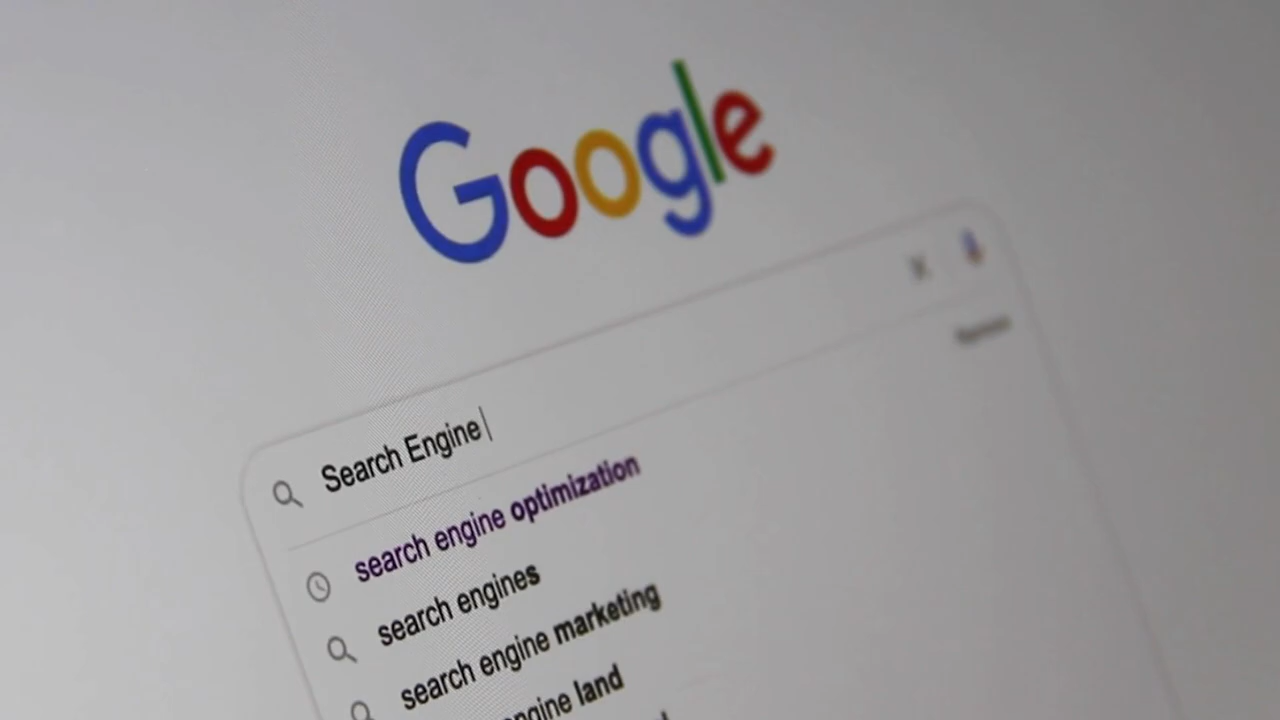 Google
Search Engine
search engine optimization
search engines
search engine marketing
engine land